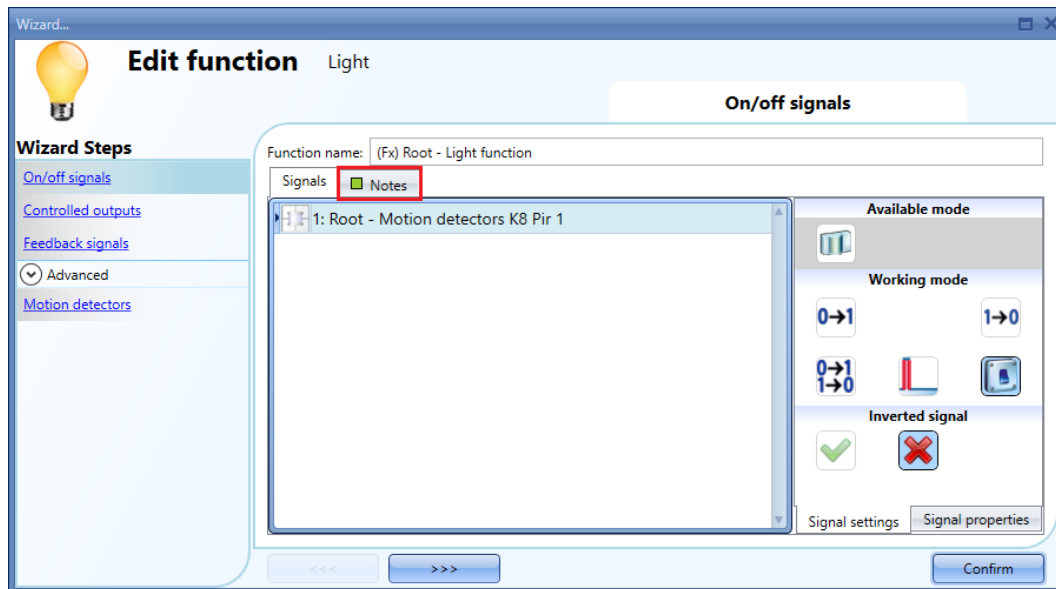 Wizard...
Edit function Light
On/off signals
Wizard Steps
On/off signals
Controlled outputs
Feedback signals
Advanced
Motion detectors
Function name: (Fx) Root - Light function
Signals Notes
1: Root - Motion detectors K8 Pir 1
Available mode
Working mode
0→1 1→0
0→1
1→0
Inverted signal
Signal settings Signal properties
<<< >>> Confirm